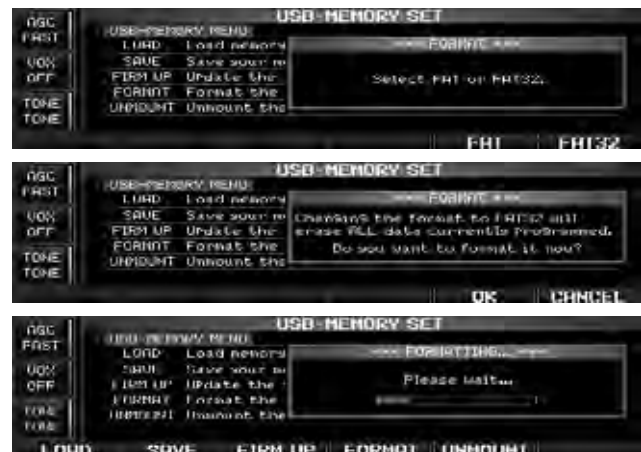 USB-MEMORY SET
AGC
FAST
USB-MEMORY MENU
LOAD Load memory
SAVE Save your m
FIRM UP Update the
FORMAT Format the
UNMOUNT Unmount the
VOX
OFF
TONE
TONE
FORMAT
Select FAT or FAT32.
FAT FAT32
USB-MEMORY SET
AGC
FAST
USB-MEMORY MENU
LOAD Load memory
SAVE Save your m
FIRM UP Update the
FORMAT Format the
UNMOUNT Unmount the
VOX
OFF
TONE
TONE
FORMAT
Changing the format to FAT32 will
erase ALL data currently Programmed.
Do you want to format it now?
OK CANCEL
USB-MEMORY SET
AGC
FAST
USB-MEMORY MENU
LOAD Load memory
SAVE Save your m
FIRM UP Update the
FORMAT Format the
UNMOUNT Unmount the
VOX
OFF
TONE
TONE
FORMATTING...
Please wait...
LOAD SAVE FIRM UP FORMAT UNMOUNT